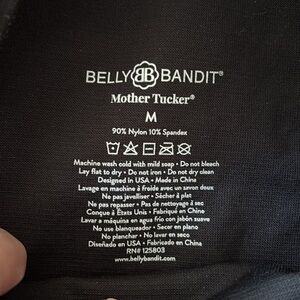 BELLY BB BANDIT®
Mother Tucker®
M
90% Nylon 10% Spandex
Machine wash cold with mild soap • Do not bleach
Lay flat to dry • Do not iron • Do not dry clean
Designed in USA • Made in China
Lavage en machine à froide avec un savon doux
Ne pas javelliser • Sécher à plat
Ne pas repasser • Pas de nettoyage à sec
Conçue à États Unis • Fabriqué en Chine
Lavar a máquina en agua frío con jabón suave
No use blanqueador • Secar en plano
No planchar • No lavar en seco
Diseñado en USA • Fabricado en China
RN# 125803
www.bellybandit.com